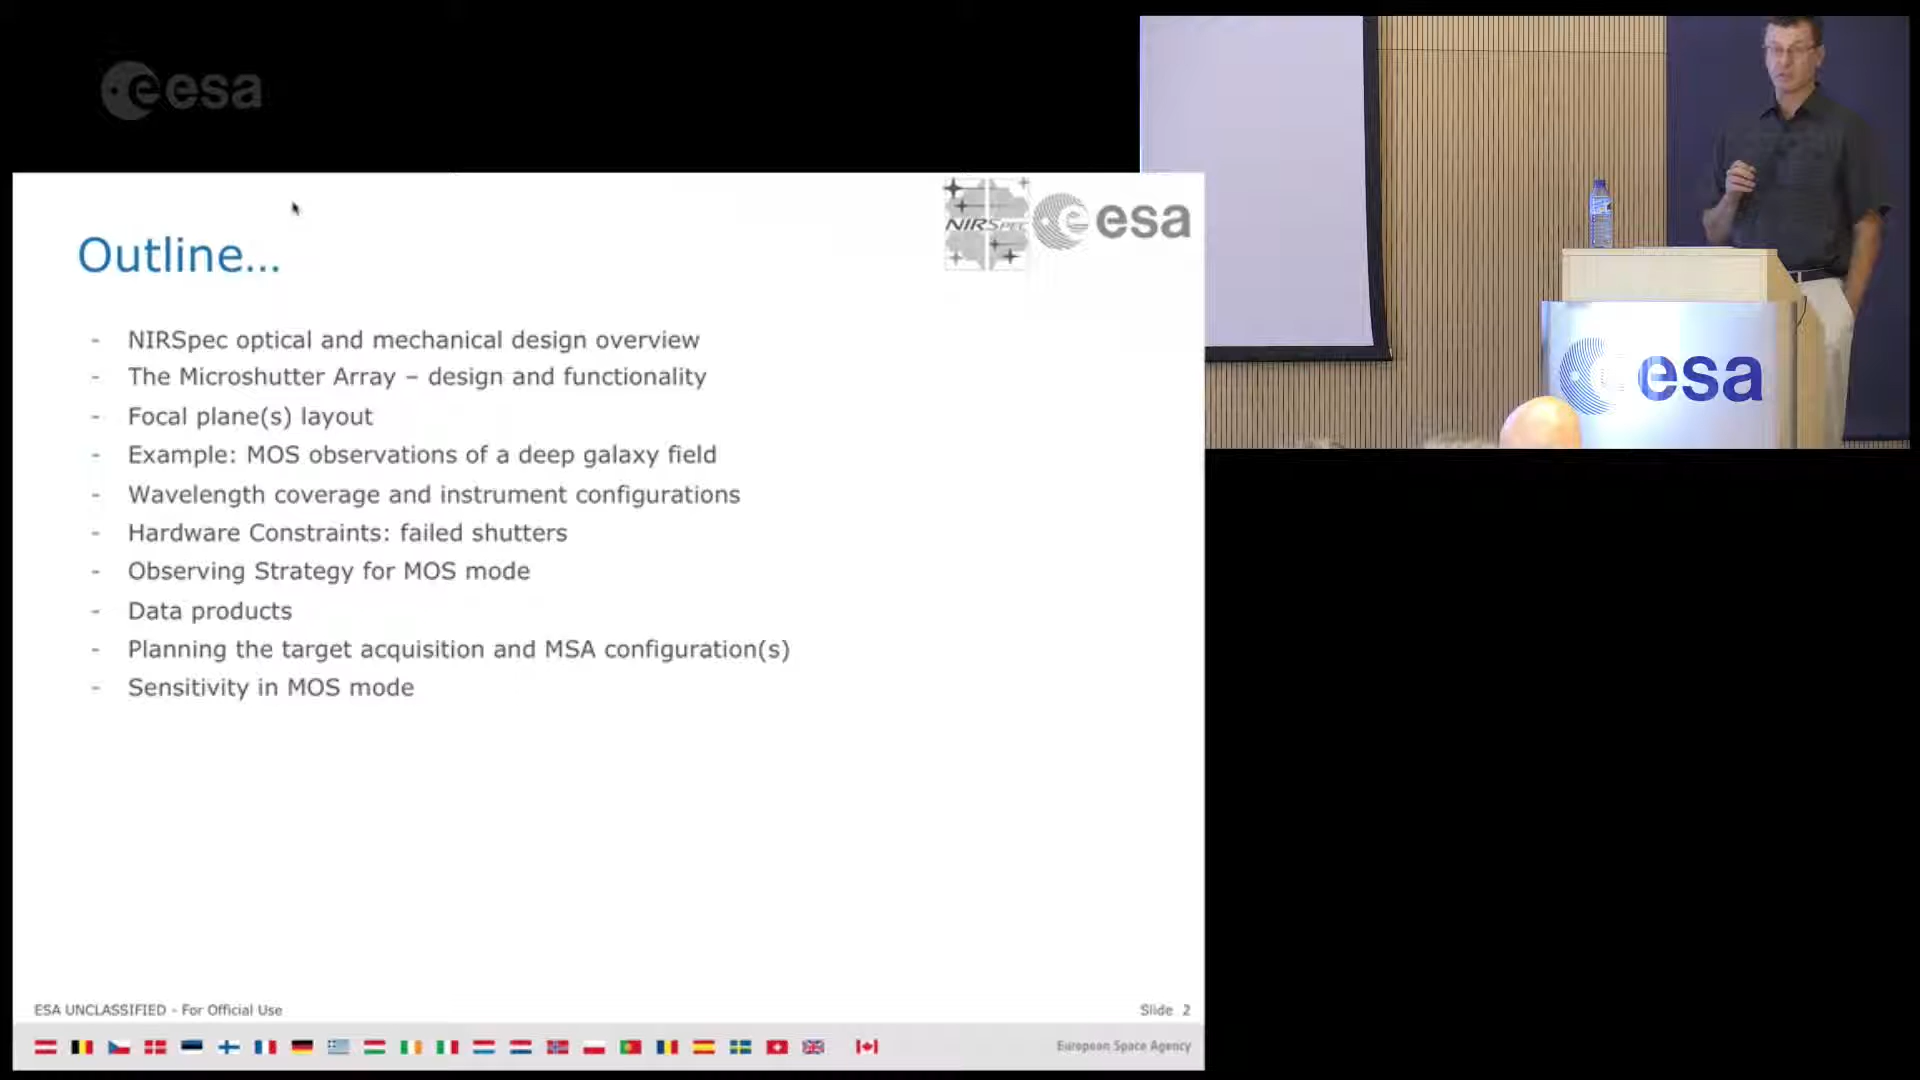 esa
NIRSpec
esa
Outline...
- NIRSpec optical and mechanical design overview
- The Microshutter Array – design and functionality
- Focal plane(s) layout
- Example: MOS observations of a deep galaxy field
- Wavelength coverage and instrument configurations
- Hardware Constraints: failed shutters
- Observing Strategy for MOS mode
- Data products
- Planning the target acquisition and MSA configuration(s)
- Sensitivity in MOS mode
esa
ESA UNCLASSIFIED - For Official Use
Slide 2
European Space Agency